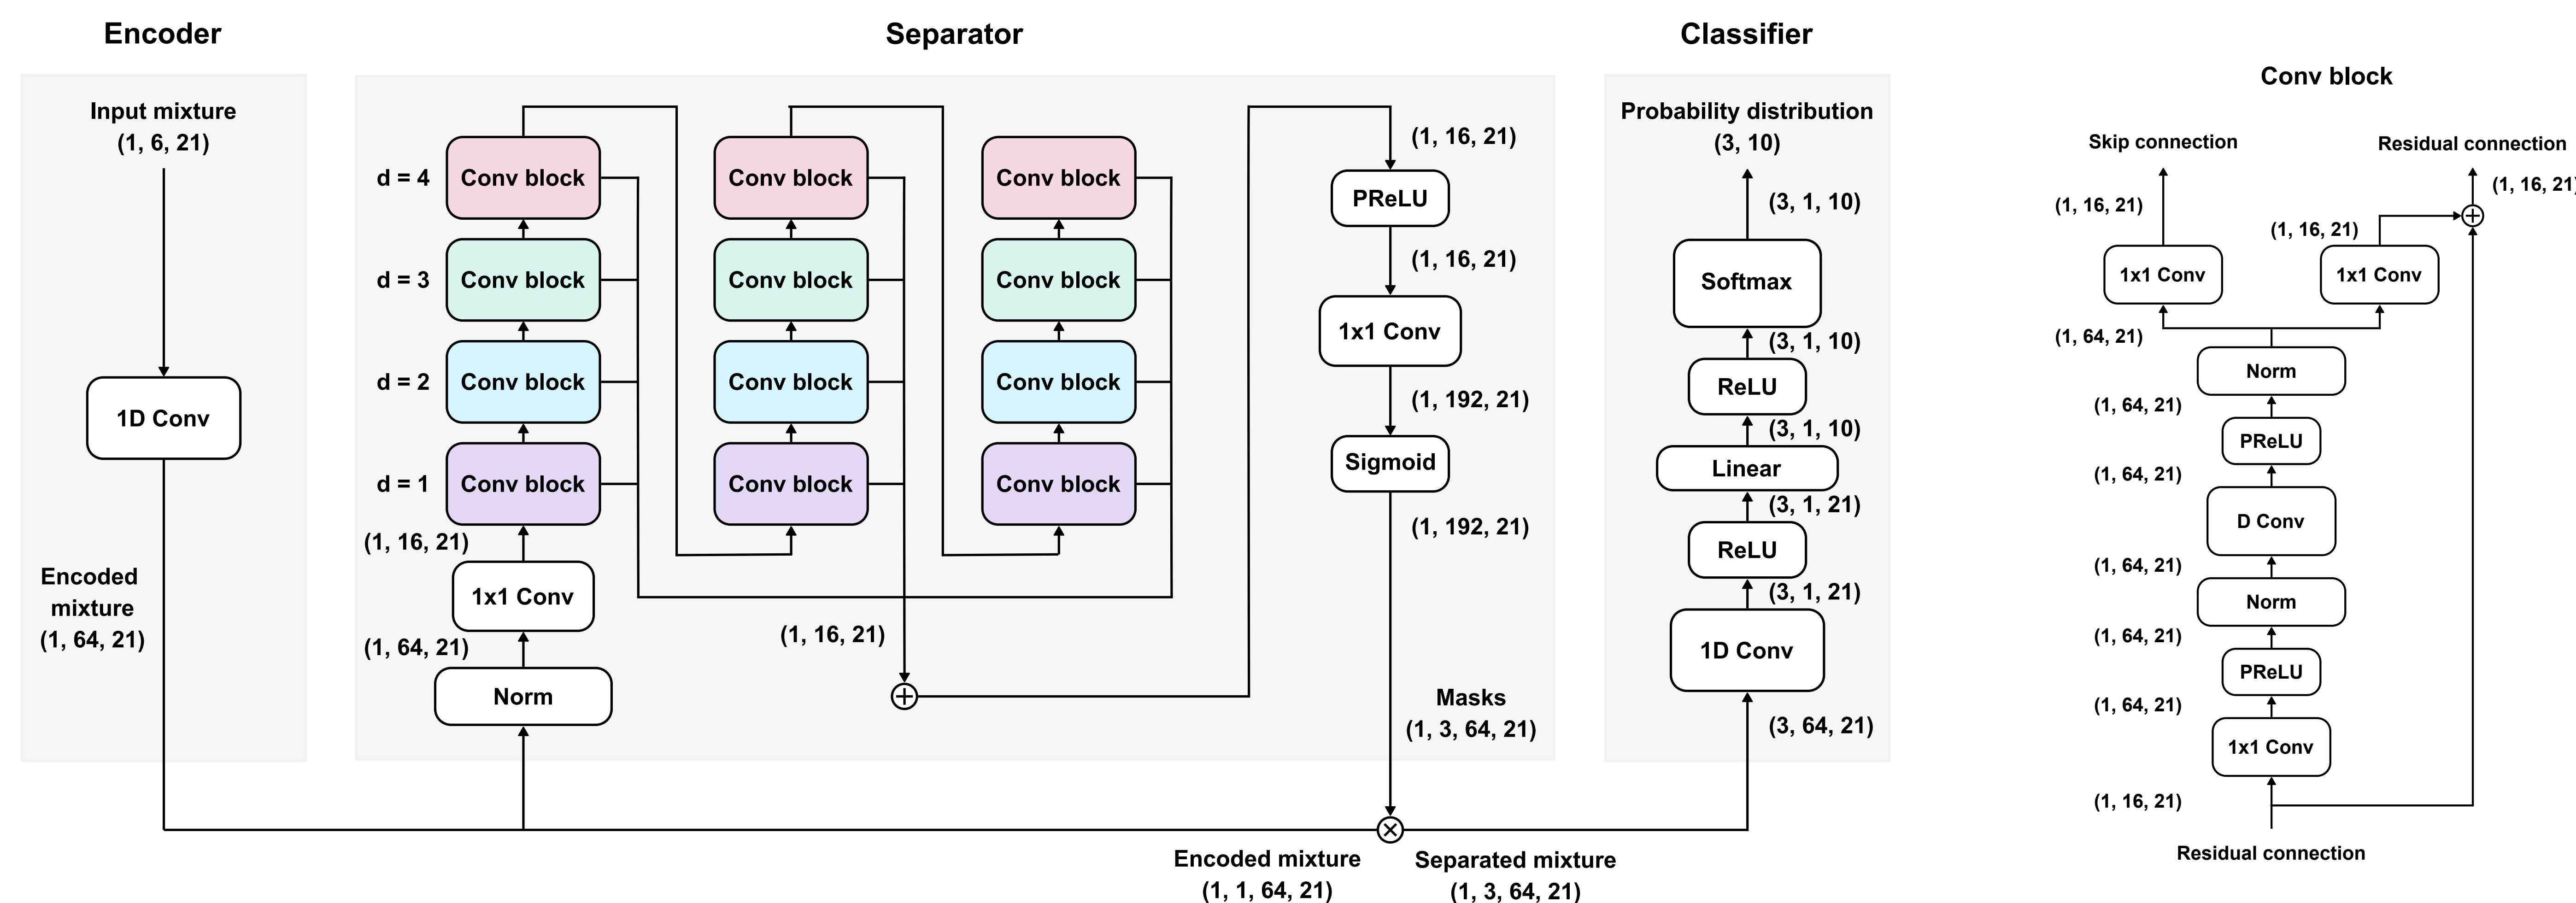 Encoder
Input mixture
(1, 6, 21)
1D Conv
Encoded
mixture
(1, 64, 21)
Separator
d = 4
Conv block
Conv block
Conv block
d = 3
Conv block
Conv block
Conv block
d = 2
Conv block
Conv block
Conv block
d = 1
Conv block
Conv block
Conv block
(1, 16, 21)
1x1 Conv
(1, 64, 21)
Norm
(1, 16, 21)
(1, 16, 21)
PReLU
(1, 16, 21)
1x1 Conv
(1, 192, 21)
Sigmoid
(1, 192, 21)
Masks
(1, 3, 64, 21)
Encoded mixture
(1, 1, 64, 21)
Separated mixture
(1, 3, 64, 21)
Classifier
Probability distribution
(3, 10)
(3, 1, 10)
Softmax
(3, 1, 10)
ReLU
(3, 1, 10)
Linear
(3, 1, 21)
ReLU
(3, 1, 21)
1D Conv
(3, 64, 21)
Conv block
Skip connection
Residual connection
(1, 16, 21)
(1, 16, 21)
(1, 16, 21)
1x1 Conv
1x1 Conv
(1, 64, 21)
Norm
(1, 64, 21)
PReLU
(1, 64, 21)
D Conv
(1, 64, 21)
Norm
(1, 64, 21)
PReLU
(1, 64, 21)
1x1 Conv
(1, 16, 21)
Residual connection